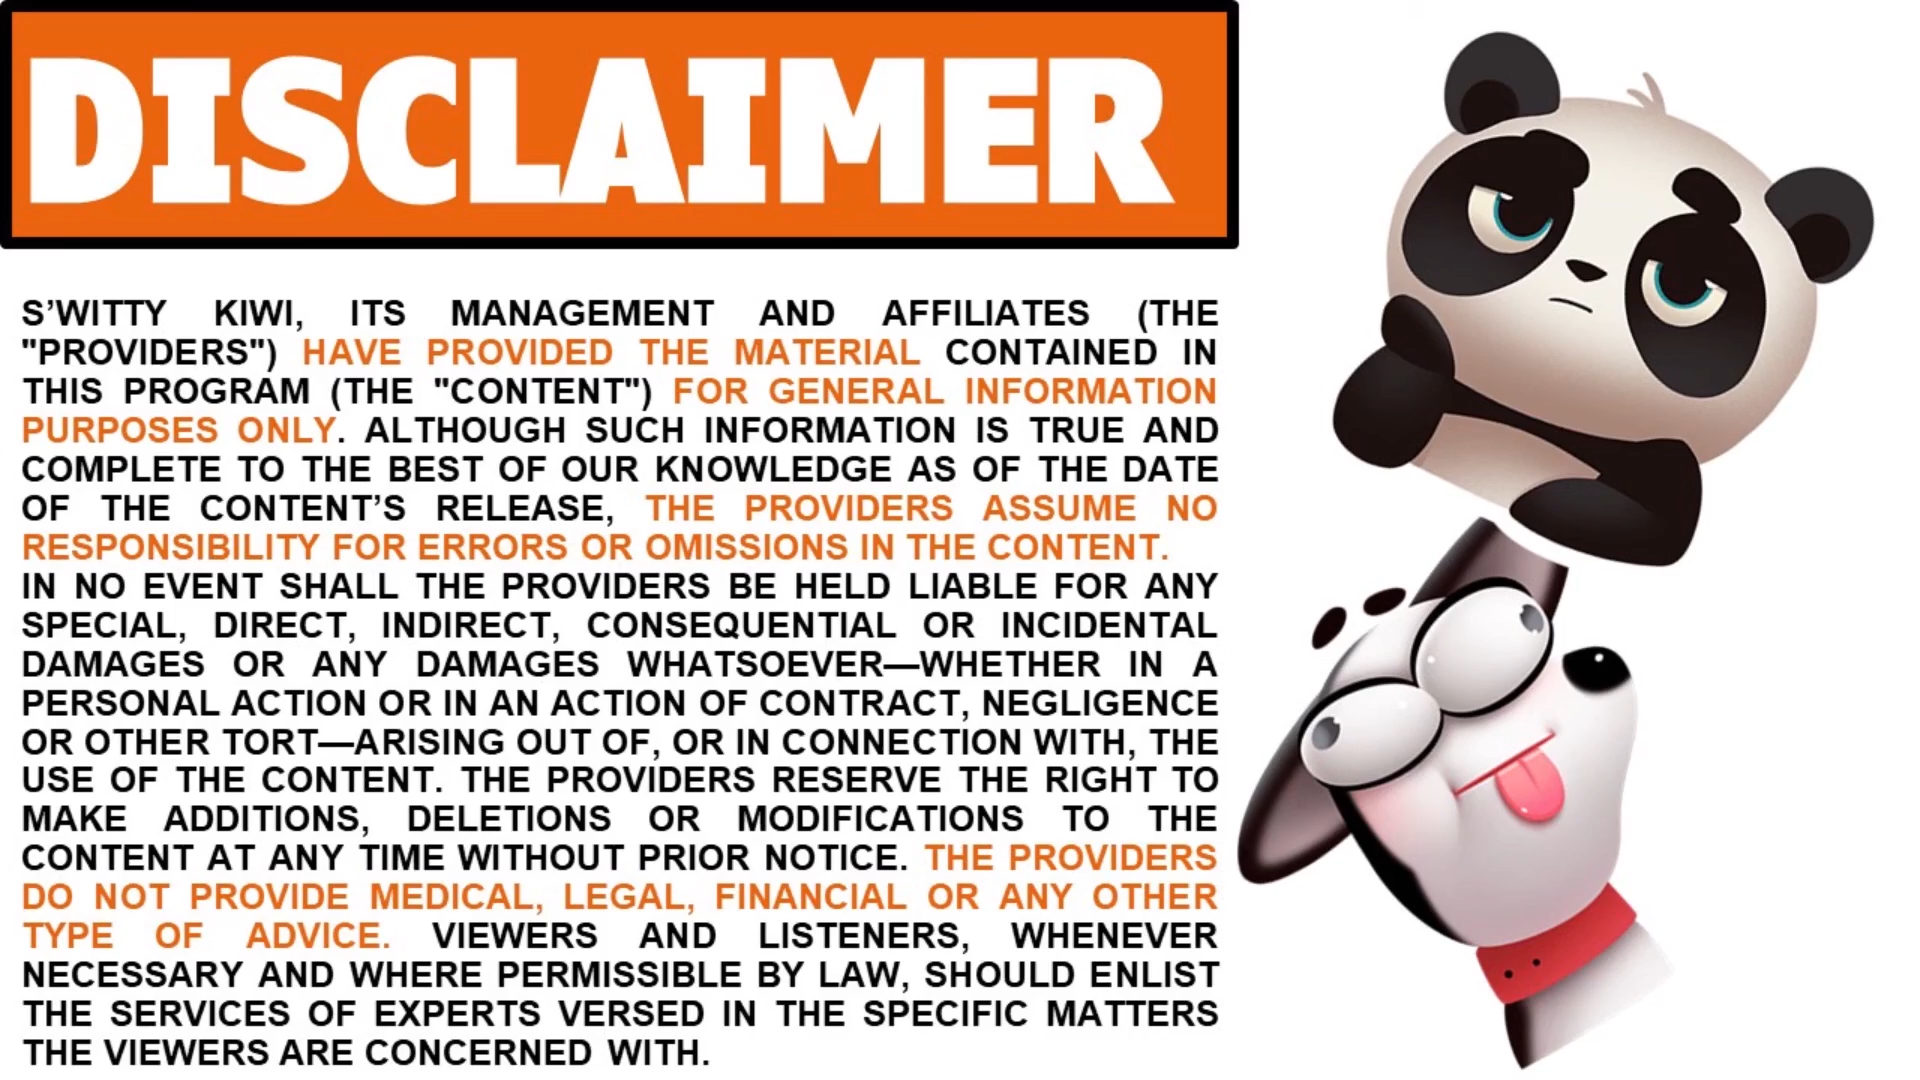 DISCLAIMER
S’WITTY KIWI, ITS MANAGEMENT AND AFFILIATES (THE
"PROVIDERS") HAVE PROVIDED THE MATERIAL CONTAINED IN
THIS PROGRAM (THE "CONTENT") FOR GENERAL INFORMATION
PURPOSES ONLY. ALTHOUGH SUCH INFORMATION IS TRUE AND
COMPLETE TO THE BEST OF OUR KNOWLEDGE AS OF THE DATE
OF THE CONTENT’S RELEASE, THE PROVIDERS ASSUME NO
RESPONSIBILITY FOR ERRORS OR OMISSIONS IN THE CONTENT.
IN NO EVENT SHALL THE PROVIDERS BE HELD LIABLE FOR ANY
SPECIAL, DIRECT, INDIRECT, CONSEQUENTIAL OR INCIDENTAL
DAMAGES OR ANY DAMAGES WHATSOEVER—WHETHER IN A
PERSONAL ACTION OR IN AN ACTION OF CONTRACT, NEGLIGENCE
OR OTHER TORT—ARISING OUT OF, OR IN CONNECTION WITH, THE
USE OF THE CONTENT. THE PROVIDERS RESERVE THE RIGHT TO
MAKE ADDITIONS, DELETIONS OR MODIFICATIONS TO THE
CONTENT AT ANY TIME WITHOUT PRIOR NOTICE. THE PROVIDERS
DO NOT PROVIDE MEDICAL, LEGAL, FINANCIAL OR ANY OTHER
TYPE OF ADVICE. VIEWERS AND LISTENERS, WHENEVER
NECESSARY AND WHERE PERMISSIBLE BY LAW, SHOULD ENLIST
THE SERVICES OF EXPERTS VERSED IN THE SPECIFIC MATTERS
THE VIEWERS ARE CONCERNED WITH.